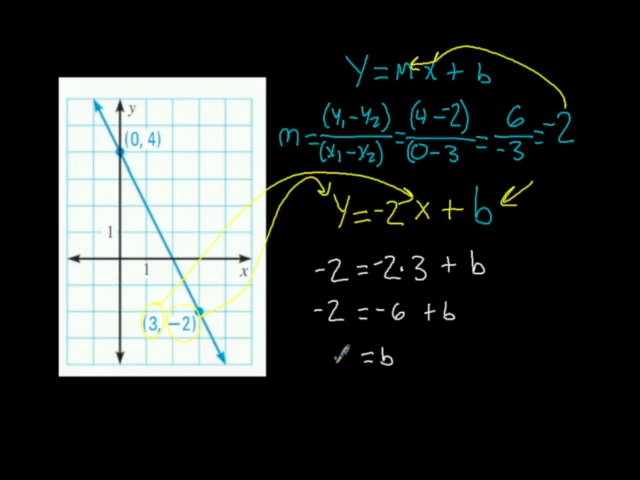 Y = mx + b
m = (Y₁ - Y₂) / (X₁ - X₂) = (4 - -2) / (0 - 3) = 6 / -3 = -2
Y = -2x + b
-2 = -2·3 + b
-2 = -6 + b
= b
y
(0, 4)
1
1
x
(3, -2)